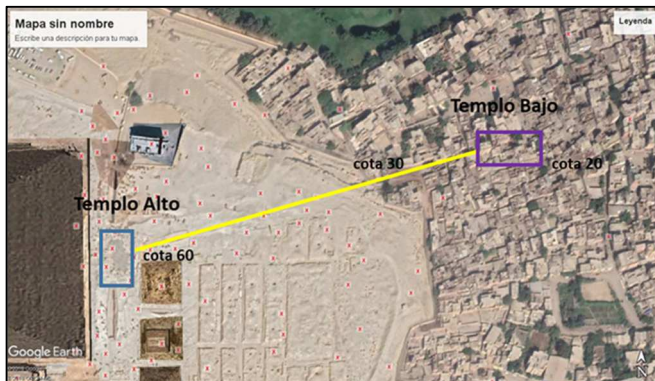 Mapa sin nombre
Escribe una descripción para tu mapa.
Leyenda
Templo Bajo
cota 30
cota 20
Templo Alto
cota 60
Google Earth
N